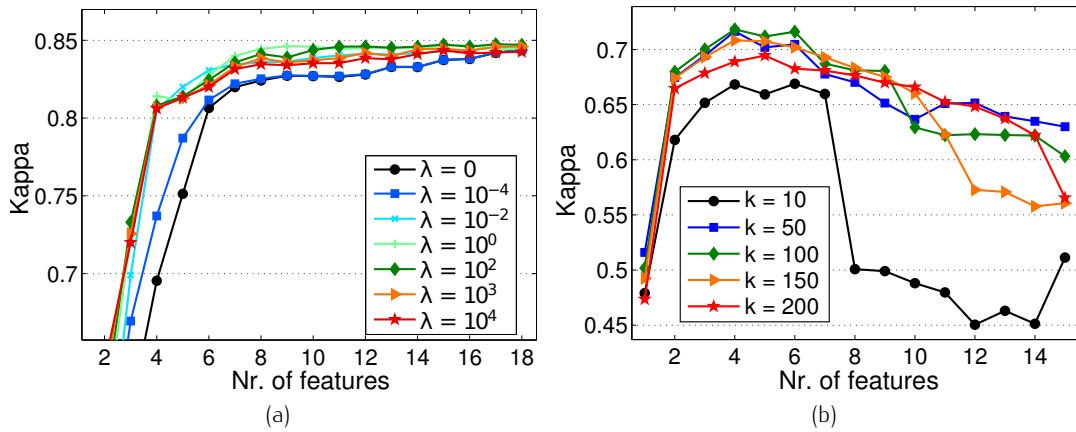 0.85
0.8
0.75
0.7
Kappa
λ = 0
λ = 10⁻⁴
λ = 10⁻²
λ = 10⁰
λ = 10²
λ = 10³
λ = 10⁴
2 4 6 8 10 12 14 16 18
Nr. of features
(a)
0.7
0.65
0.6
0.55
0.5
0.45
Kappa
k = 10
k = 50
k = 100
k = 150
k = 200
2 4 6 8 10 12 14
Nr. of features
(b)